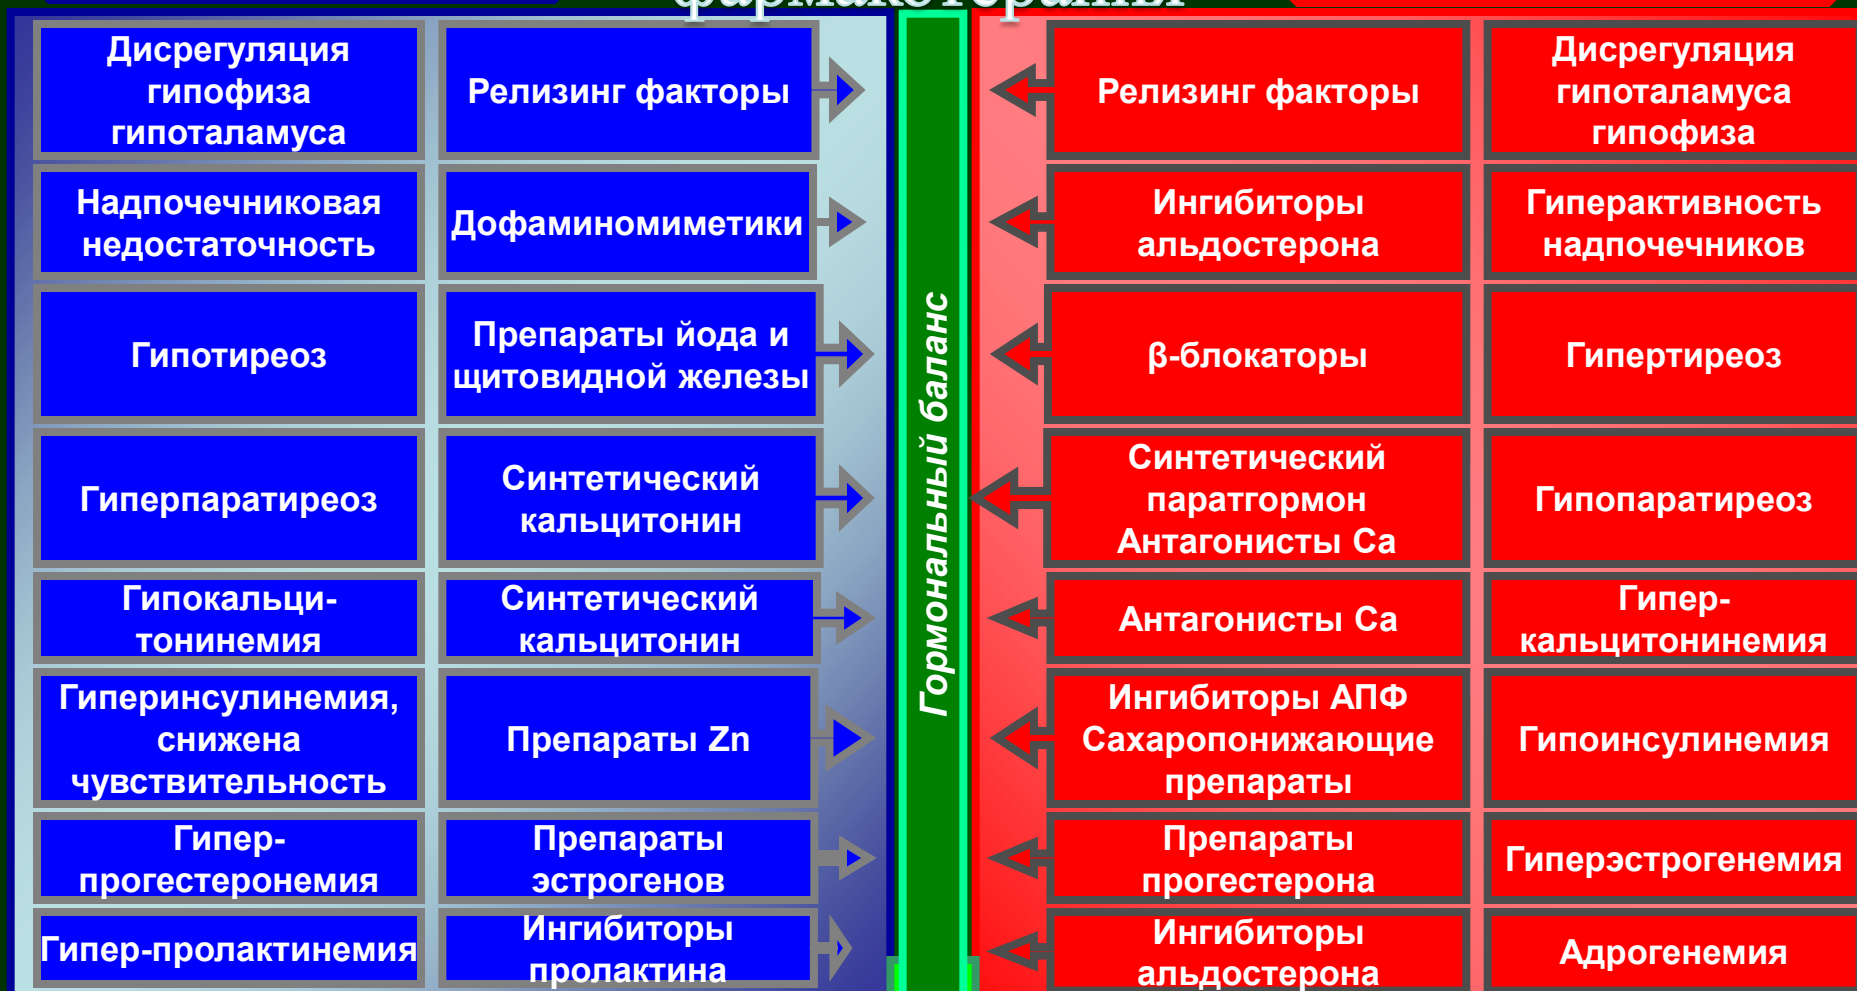 фармакотерапия
Дисрегуляция
гипофиза
гипоталамуса
Релизинг факторы
Релизинг факторы
Дисрегуляция
гипоталамуса
гипофиза
Надпочечниковая
недостаточность
Дофаминомиметики
Ингибиторы
альдостерона
Гиперактивность
надпочечников
Гипотиреоз
Препараты йода и
щитовидной железы
β-блокаторы
Гипертиреоз
Гиперпаратиреоз
Синтетический
кальцитонин
Синтетический
паратгормон
Антагонисты Са
Гипопаратиреоз
Гипокальци-
тонинемия
Синтетический
кальцитонин
Антагонисты Са
Гипер-
кальцитонинемия
Гиперинсулинемия,
снижена
чувствительность
Препараты Zn
Ингибиторы АПФ
Сахаропонижающие
препараты
Гипоинсулинемия
Гипер-
прогестеронемия
Препараты
эстрогенов
Препараты
прогестерона
Гиперэстрогенемия
Гипер-пролактинемия
Ингибиторы
пролактина
Ингибиторы
альдостерона
Адрогенемия
Гормональный баланс